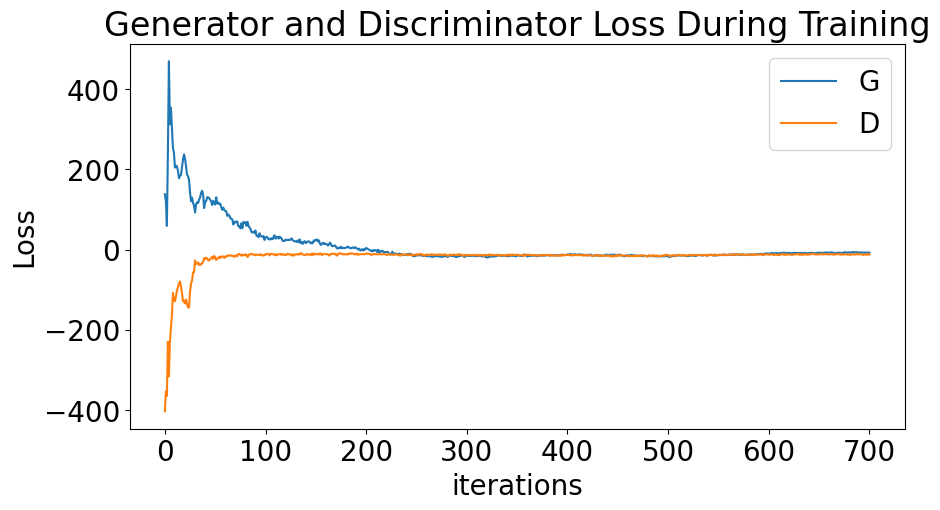 Generator and Discriminator Loss During Training
G
D
Loss
400
200
0
−200
−400
0 100 200 300 400 500 600 700
iterations